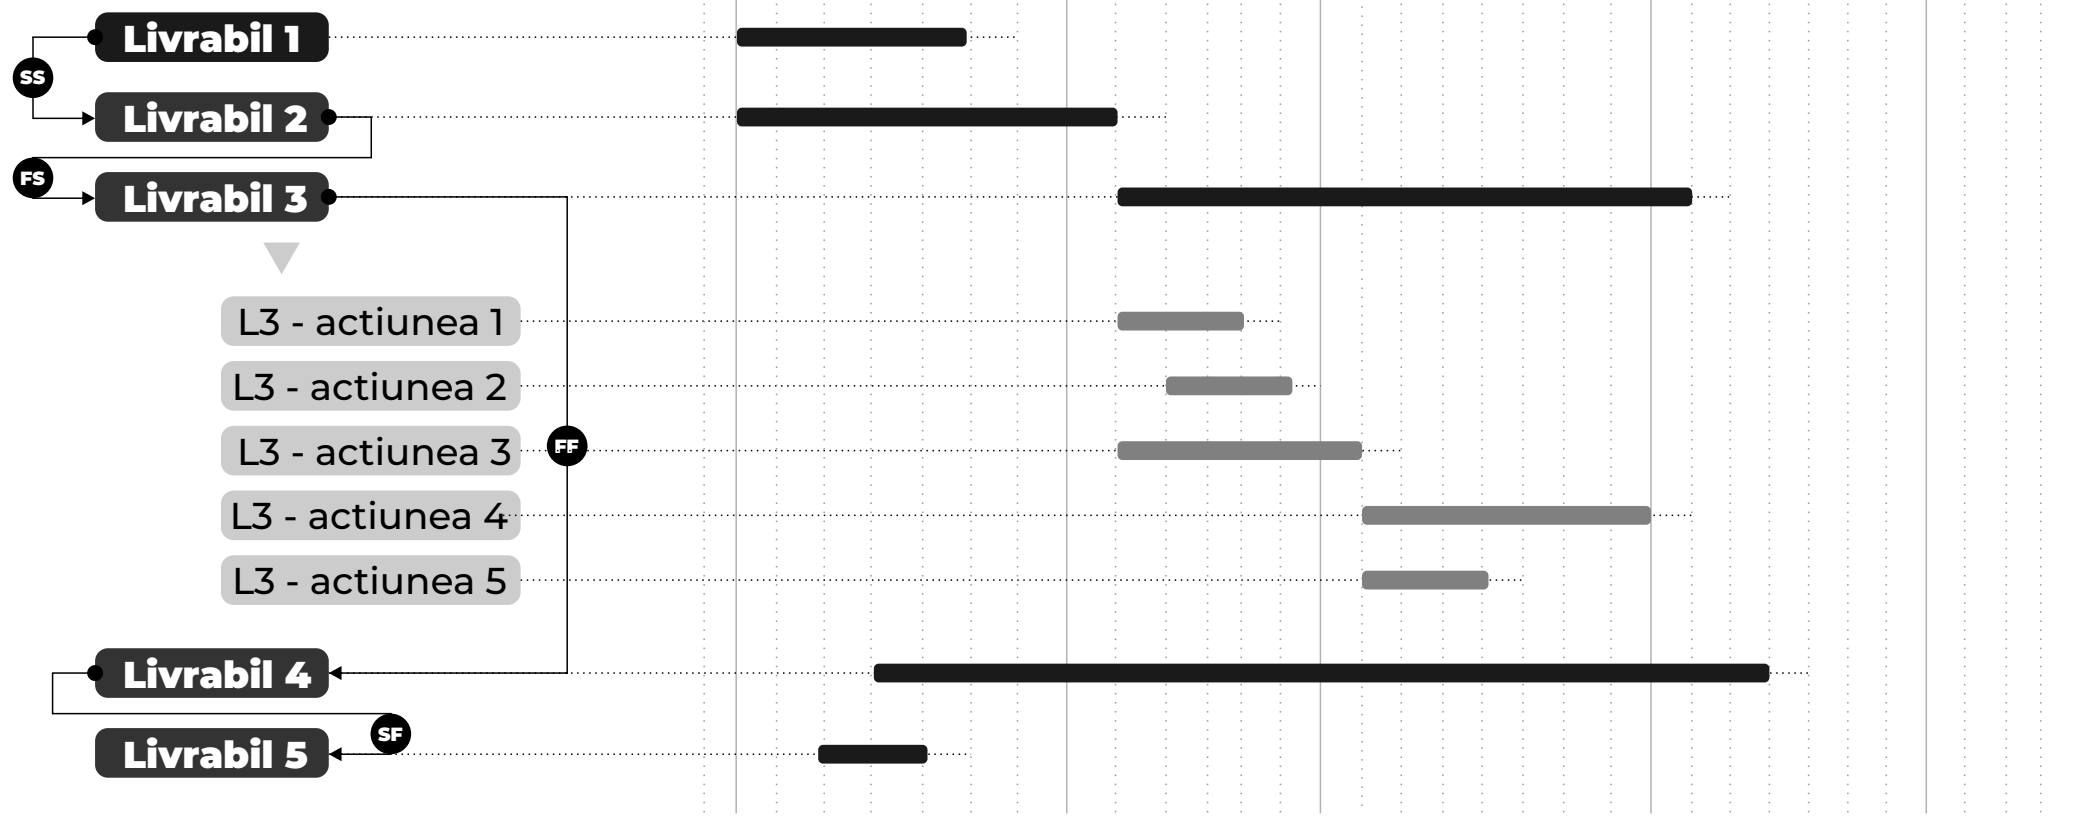 Livrabil 1
SS
Livrabil 2
FS
Livrabil 3
L3 - actiunea 1
L3 - actiunea 2
L3 - actiunea 3
FF
L3 - actiunea 4
L3 - actiunea 5
Livrabil 4
SF
Livrabil 5